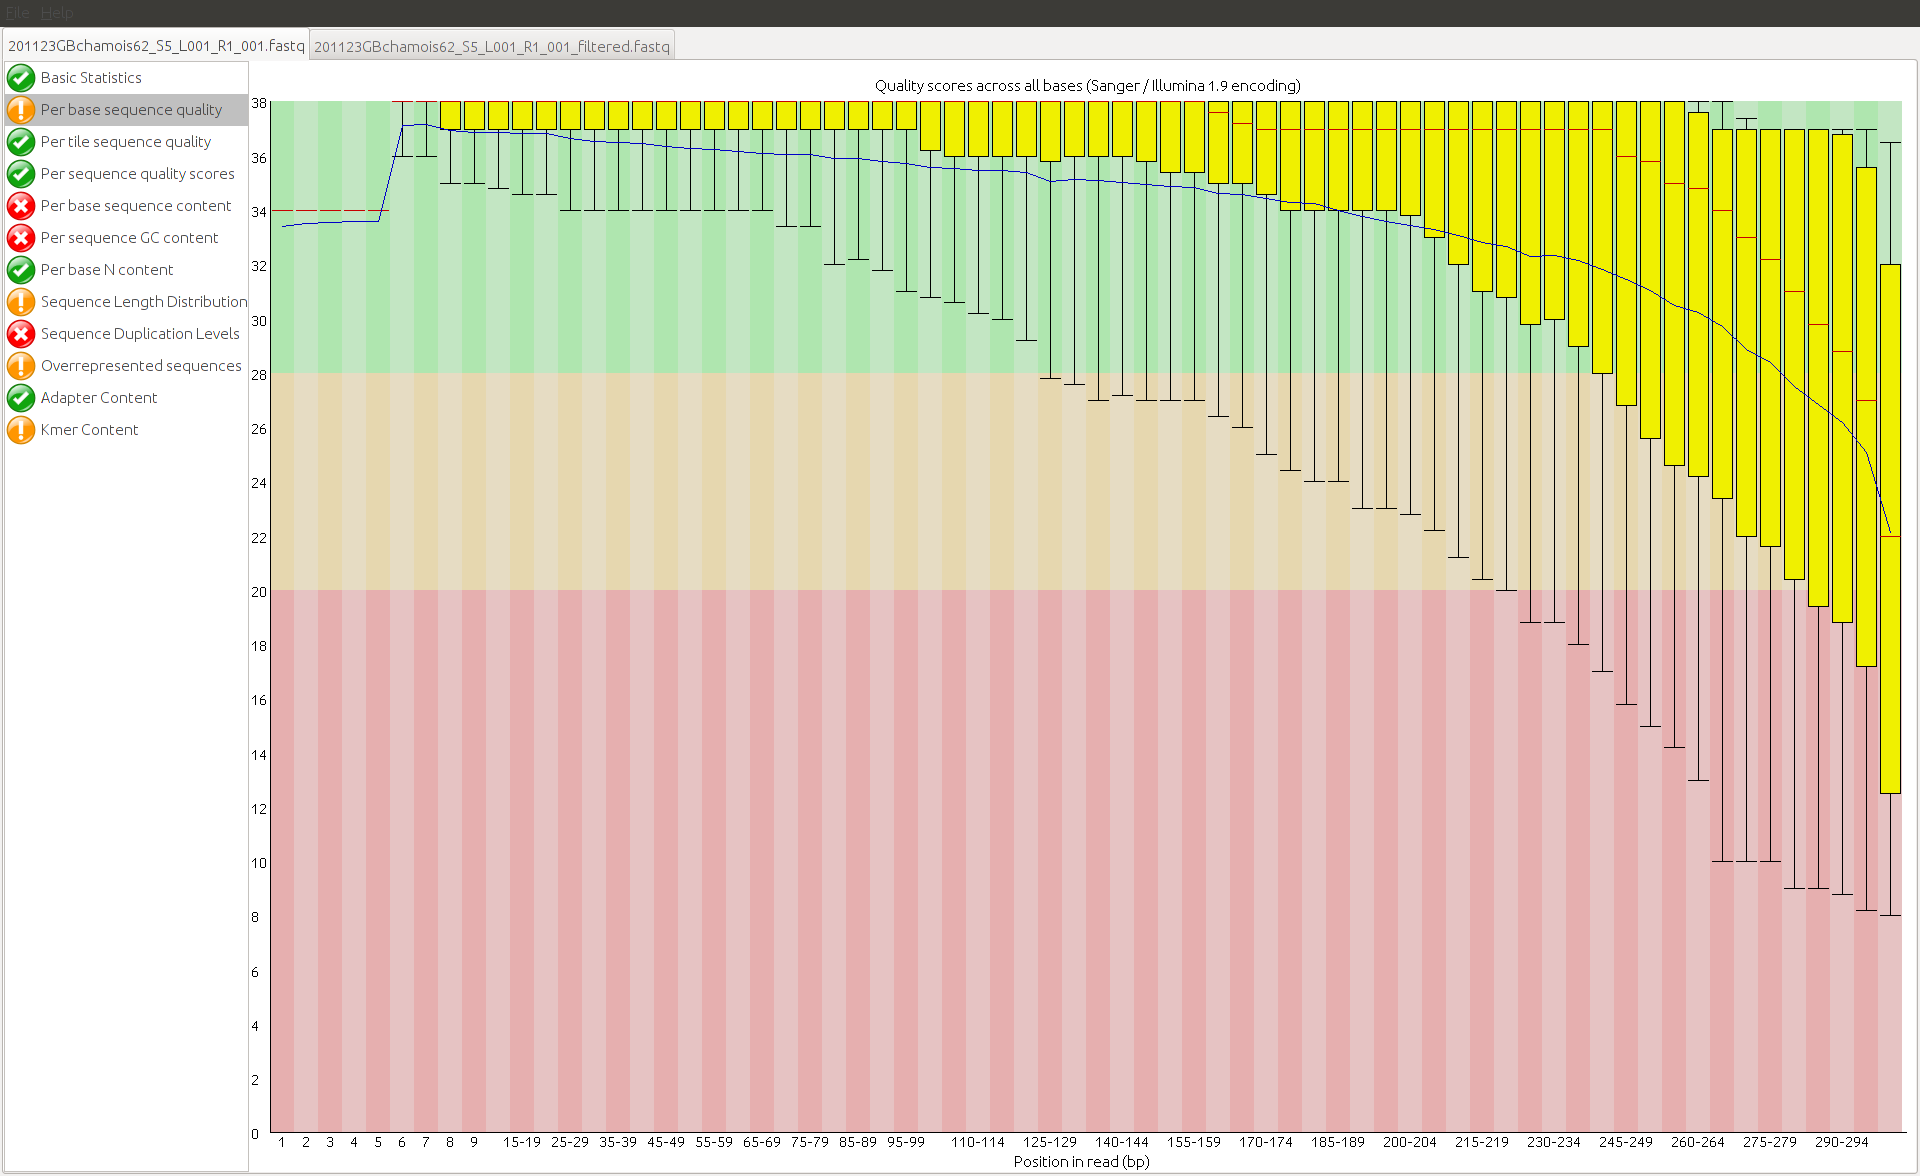 File Help
201123GBchamois62_S5_L001_R1_001.fastq 201123GBchamois62_S5_L001_R1_001_filtered.fastq
Basic Statistics
Per base sequence quality
Per tile sequence quality
Per sequence quality scores
Per base sequence content
Per sequence GC content
Per base N content
Sequence Length Distribution
Sequence Duplication Levels
Overrepresented sequences
Adapter Content
Kmer Content
Quality scores across all bases (Sanger / Illumina 1.9 encoding)
38
36
34
32
30
28
26
24
22
20
18
16
14
12
10
8
6
4
2
0
1 2 3 4 5 6 7 8 9 15-19 25-29 35-39 45-49 55-59 65-69 75-79 85-89 95-99 110-114 125-129 140-144 155-159 170-174 185-189 200-204 215-219 230-234 245-249 260-264 275-279 290-294
Position in read (bp)